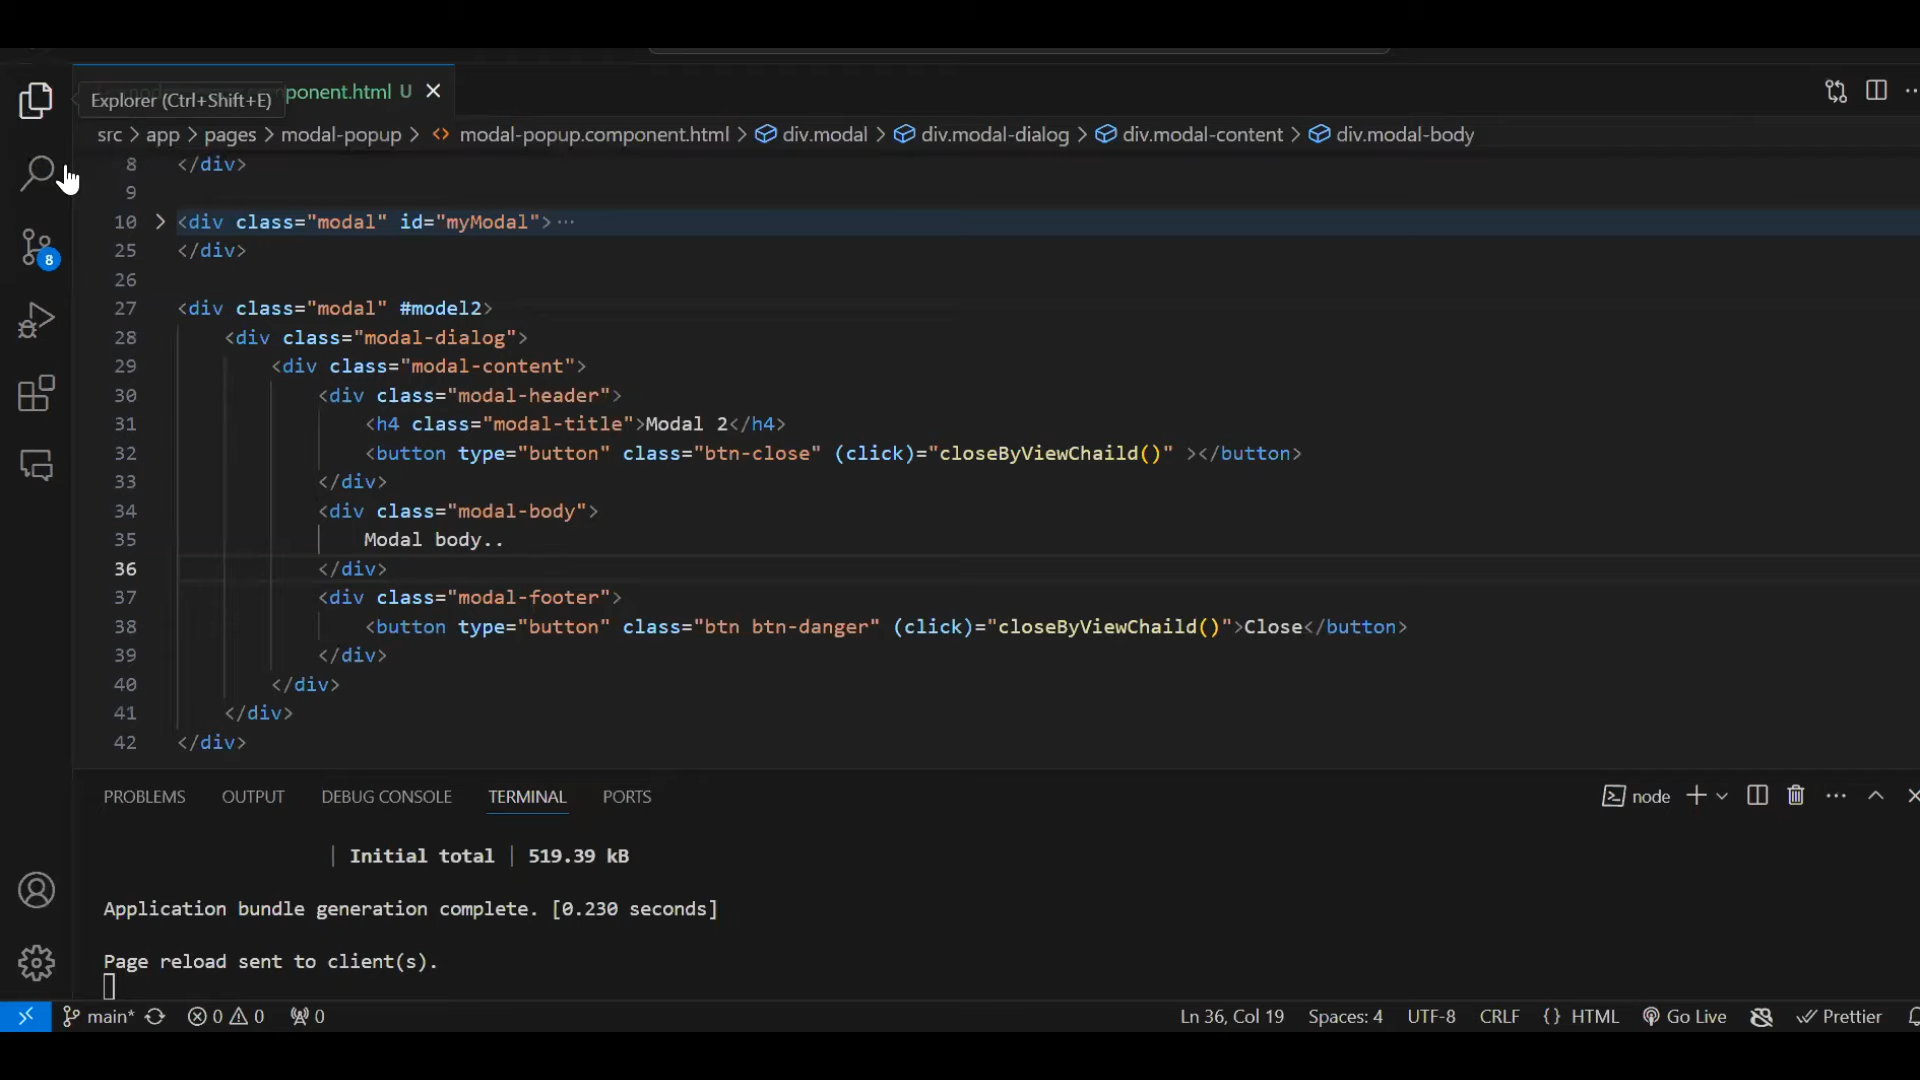 Explorer (Ctrl+Shift+E)
ponent.html U
src > app > pages > modal-popup > modal-popup.component.html > div.modal > div.modal-dialog > div.modal-content > div.modal-body
8 </div>
9
10 <div class="modal" id="myModal"> ···
25 </div>
26
27 <div class="modal" #model2>
28 <div class="modal-dialog">
29 <div class="modal-content">
30 <div class="modal-header">
31 <h4 class="modal-title">Modal 2</h4>
32 <button type="button" class="btn-close" (click)="closeByViewChaild()" ></button>
33 </div>
34 <div class="modal-body">
35 Modal body..
36 </div>
37 <div class="modal-footer">
38 <button type="button" class="btn btn-danger" (click)="closeByViewChaild()">Close</button>
39 </div>
40 </div>
41 </div>
42 </div>
8
PROBLEMS OUTPUT DEBUG CONSOLE TERMINAL PORTS node
| Initial total | 519.39 kB
Application bundle generation complete. [0.230 seconds]
Page reload sent to client(s).
main* 0 0 0 Ln 36, Col 19 Spaces: 4 UTF-8 CRLF {} HTML Go Live Prettier